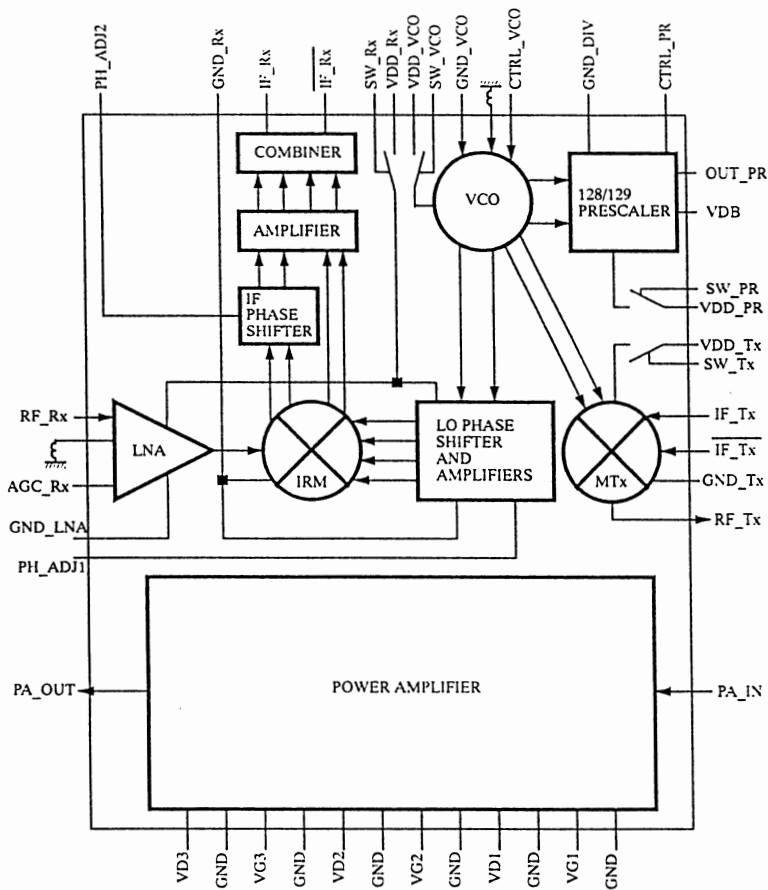 PH_ADJ2
GND_Rx
IF_Rx
IF_Rx
SW_Rx
VDD_Rx
VDD_VCO
SW_VCO
GND_VCO
CTRL_VCO
GND_DIV
CTRL_PR
COMBINER
AMPLIFIER
IF
PHASE
SHIFTER
VCO
128/129
PRESCALER
OUT_PR
VDB
SW_PR
VDD_PR
VDD_Tx
SW_Tx
RF_Rx
LNA
AGC_Rx
GND_LNA
PH_ADJ1
IRM
LO PHASE
SHIFTER
AND
AMPLIFIERS
MTx
IF_Tx
IF_Tx
GND_Tx
RF_Tx
PA_OUT
POWER AMPLIFIER
PA_IN
VD3
GND
VG3
GND
VD2
GND
VG2
GND
VD1
GND
VG1
GND